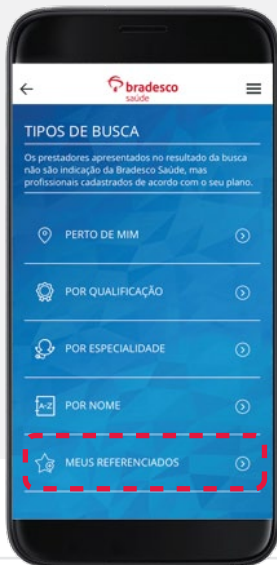 bradesco
saúde
TIPOS DE BUSCA
Os prestadores apresentados no resultado da busca
não são indicação da Bradesco Saúde, mas
profissionais cadastrados de acordo com o seu plano.
PERTO DE MIM
POR QUALIFICAÇÃO
POR ESPECIALIDADE
A-Z POR NOME
MEUS REFERENCIADOS